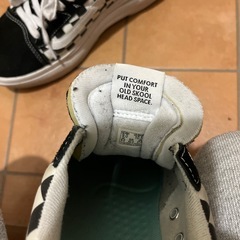 PUT COMFORT
IN YOUR
OLD SKOOL
HEAD SPACE.